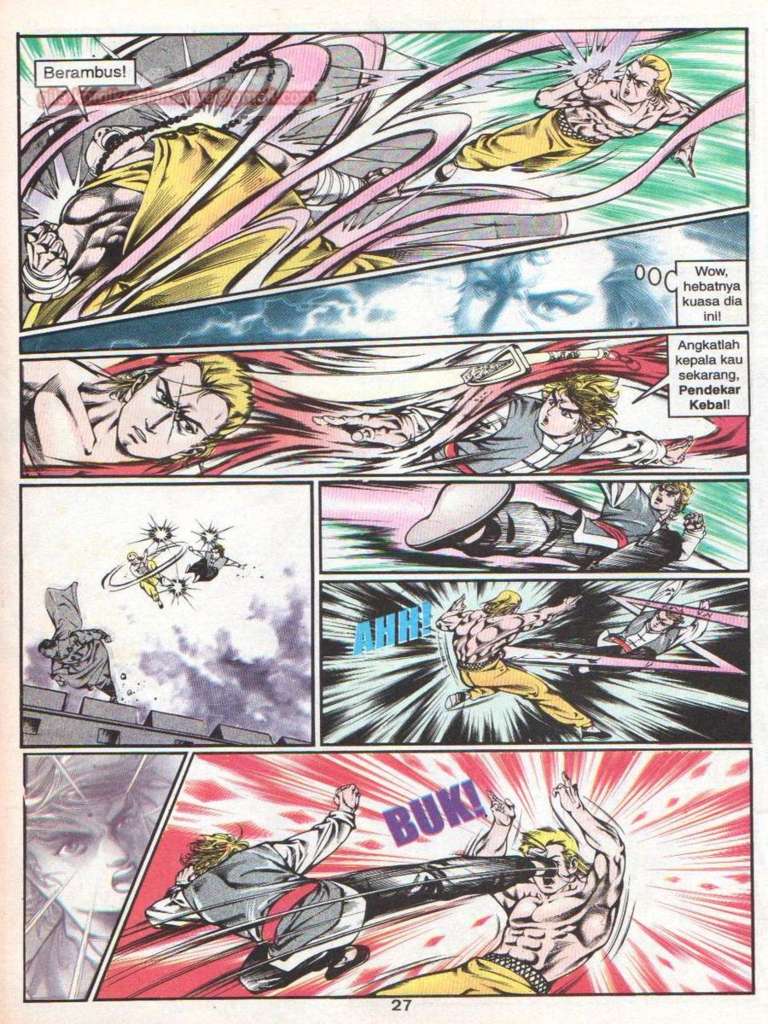 Berambus!
Wow,
hebatnya
kuasa dia
ini!
Angkatlah
kepala kau
sekarang,
Pendekar
Kebal!
AHH!
BUK!
27